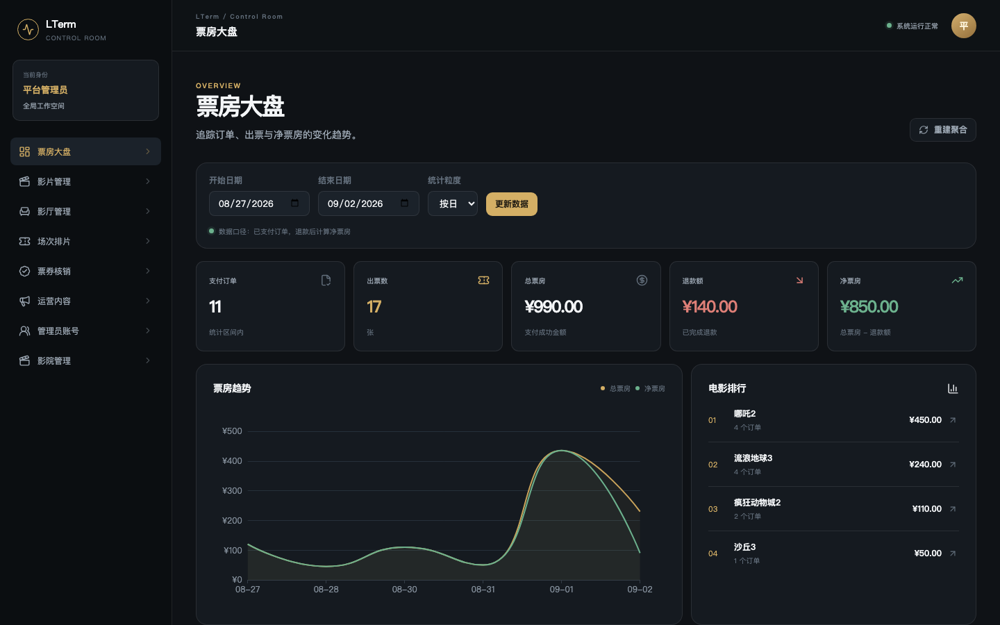 LTerm
CONTROL ROOM
当前身份
平台管理员
全局工作空间
票房大盘
影片管理
影厅管理
场次排片
票券核销
运营内容
管理员账号
影院管理
LTerm / Control Room
票房大盘
系统运行正常
平
OVERVIEW
票房大盘
追踪订单、出票与净票房的变化趋势。
重建聚合
开始日期
结束日期
统计粒度
08/27/2026
09/02/2026
按日
更新数据
数据口径：已支付订单，退款后计算净票房
支付订单
11
统计区间内
出票数
17
张
总票房
¥990.00
支付成功金额
退款额
¥140.00
已完成退款
净票房
¥850.00
总票房 − 退款额
票房趋势
总票房
净票房
¥500
¥400
¥300
¥200
¥100
¥0
08-27
08-28
08-30
08-31
09-01
09-02
电影排行
01
哪吒2
4 个订单
¥450.00
02
流浪地球3
4 个订单
¥240.00
03
疯狂动物城2
2 个订单
¥110.00
04
沙丘3
1 个订单
¥50.00